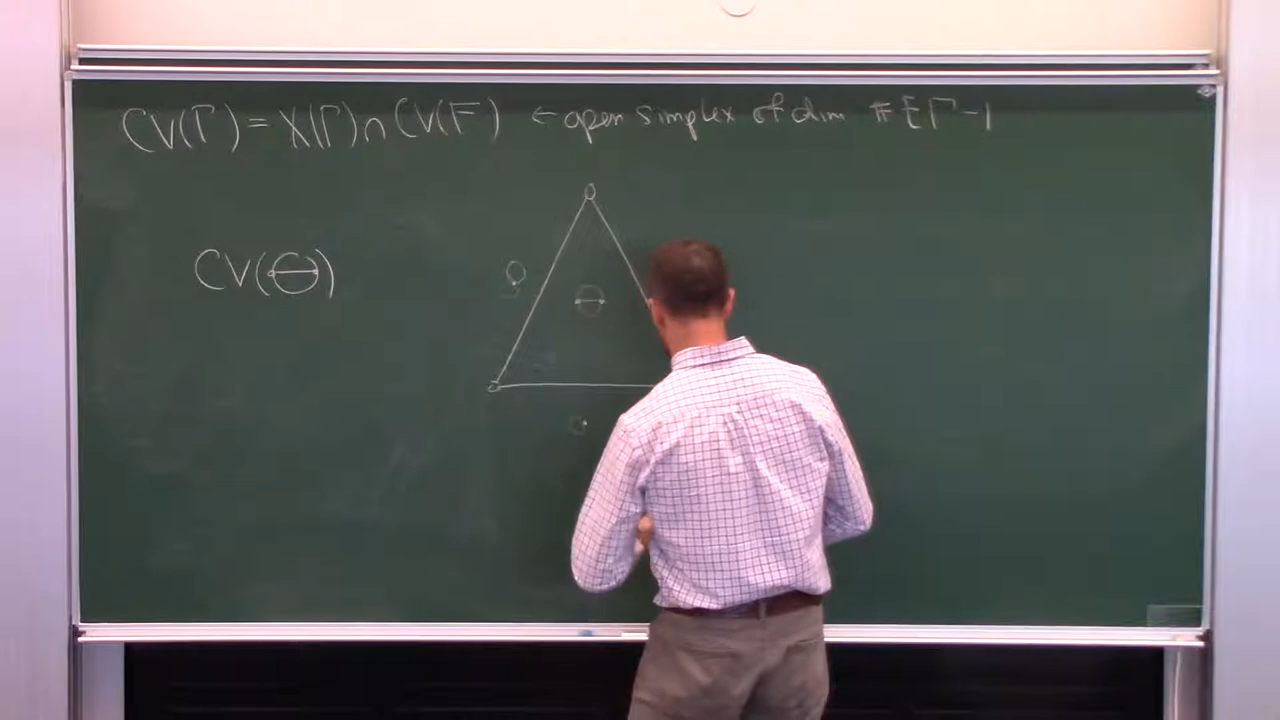 CV(Γ) = X(Γ) ∩ CV(F) ← open simplex of dim # EΓ - 1
CV(⊖)